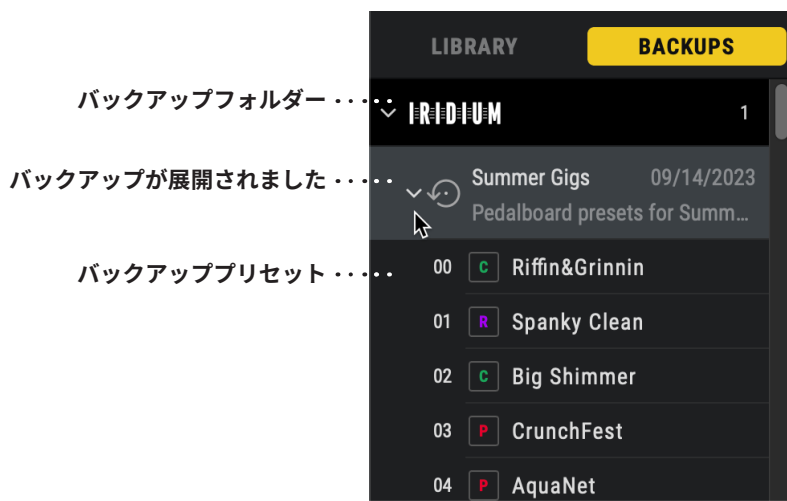 LIBRARY BACKUPS
バックアップフォルダー
IRIDIUM 1
バックアップが展開されました
Summer Gigs 09/14/2023
Pedalboard presets for Summ...
バックアッププリセット
00 C Riffin&Grinnin
01 R Spanky Clean
02 C Big Shimmer
03 P CrunchFest
04 P AquaNet